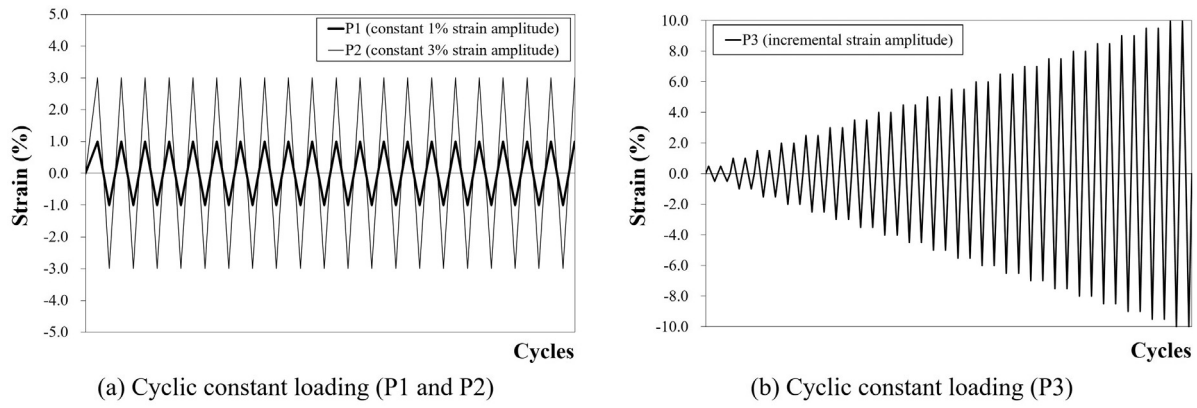 5.0
4.0
3.0
2.0
1.0
0.0
-1.0
-2.0
-3.0
-4.0
-5.0
Strain (%)
P1 (constant 1% strain amplitude)
P2 (constant 3% strain amplitude)
Cycles
(a) Cyclic constant loading (P1 and P2)
10.0
8.0
6.0
4.0
2.0
0.0
-2.0
-4.0
-6.0
-8.0
-10.0
Strain (%)
P3 (incremental strain amplitude)
Cycles
(b) Cyclic constant loading (P3)